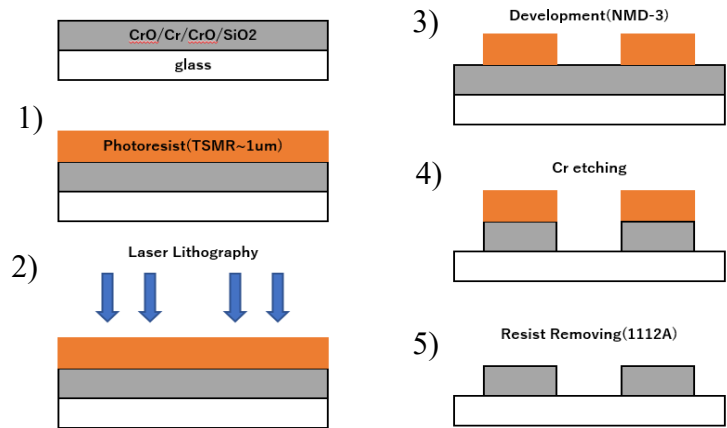 CrO/Cr/CrO/SiO2
glass
1)
Photoresist(TSMR~1um)
Laser Lithography
2)
3)
Development(NMD-3)
Cr etching
4)
Resist Removing(1112A)
5)